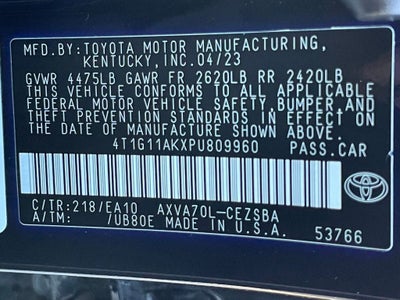 MFD.BY:TOYOTA MOTOR MANUFACTURING,
KENTUCKY,INC.04/23
GVWR 4475LB GAWR FR 2620LB RR 2420LB
THIS VEHICLE CONFORMS TO ALL APPLICABLE
FEDERAL MOTOR VEHICLE SAFETY,BUMPER,AND
THEFT PREVENTION STANDARDS IN EFFECT ON
THE DATE OF MANUFACTURE SHOWN ABOVE.
4T1G11AKXPU809960 PASS.CAR
C/TR:218/EA10 AXVA70L-CEZSBA
A/TM: /UB80E MADE IN U.S.A. 53766